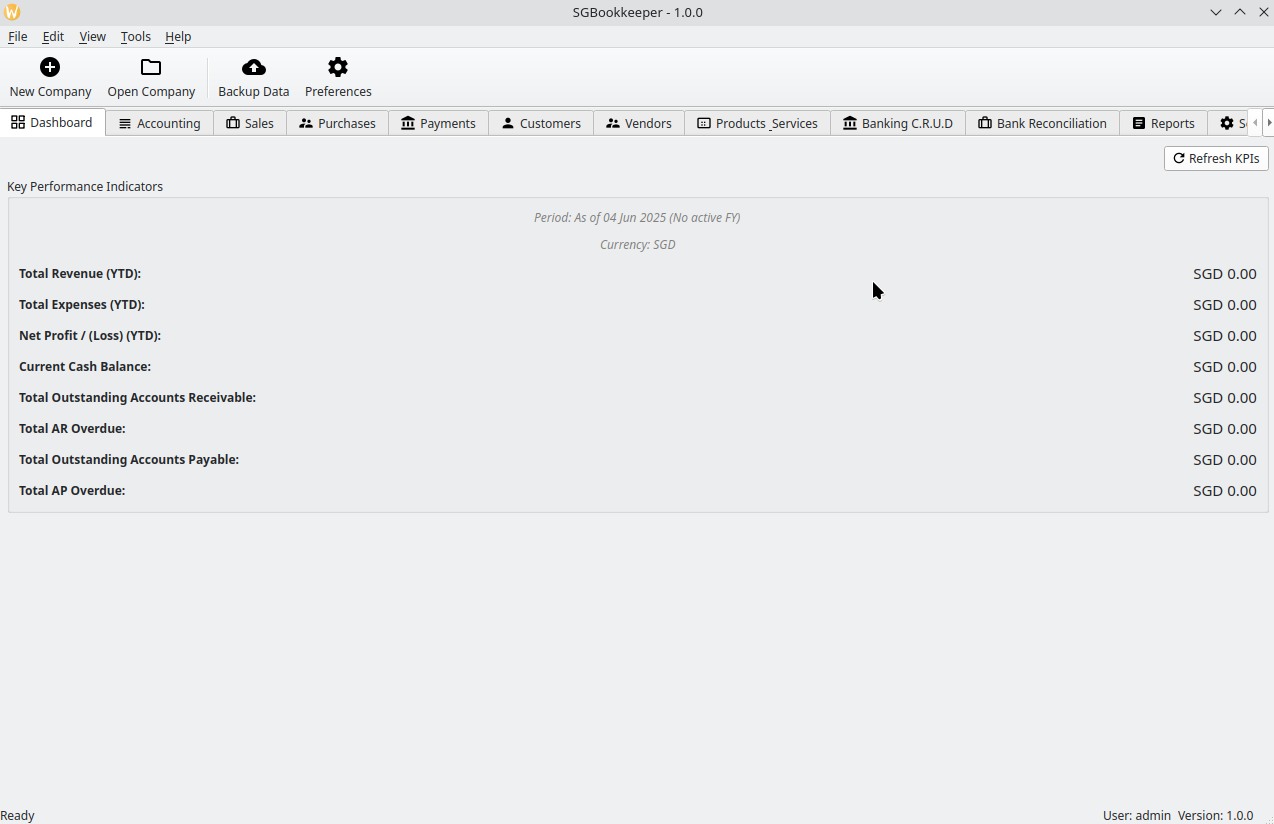 SGBookkeeper - 1.0.0
File Edit View Tools Help
New Company Open Company Backup Data Preferences
Dashboard Accounting Sales Purchases Payments Customers Vendors Products _Services Banking C.R.U.D Bank Reconciliation Reports
Refresh KPIs
Key Performance Indicators
Period: As of 04 Jun 2025 (No active FY)
Currency: SGD
Total Revenue (YTD): SGD 0.00
Total Expenses (YTD): SGD 0.00
Net Profit / (Loss) (YTD): SGD 0.00
Current Cash Balance: SGD 0.00
Total Outstanding Accounts Receivable: SGD 0.00
Total AR Overdue: SGD 0.00
Total Outstanding Accounts Payable: SGD 0.00
Total AP Overdue: SGD 0.00
Ready User: admin Version: 1.0.0